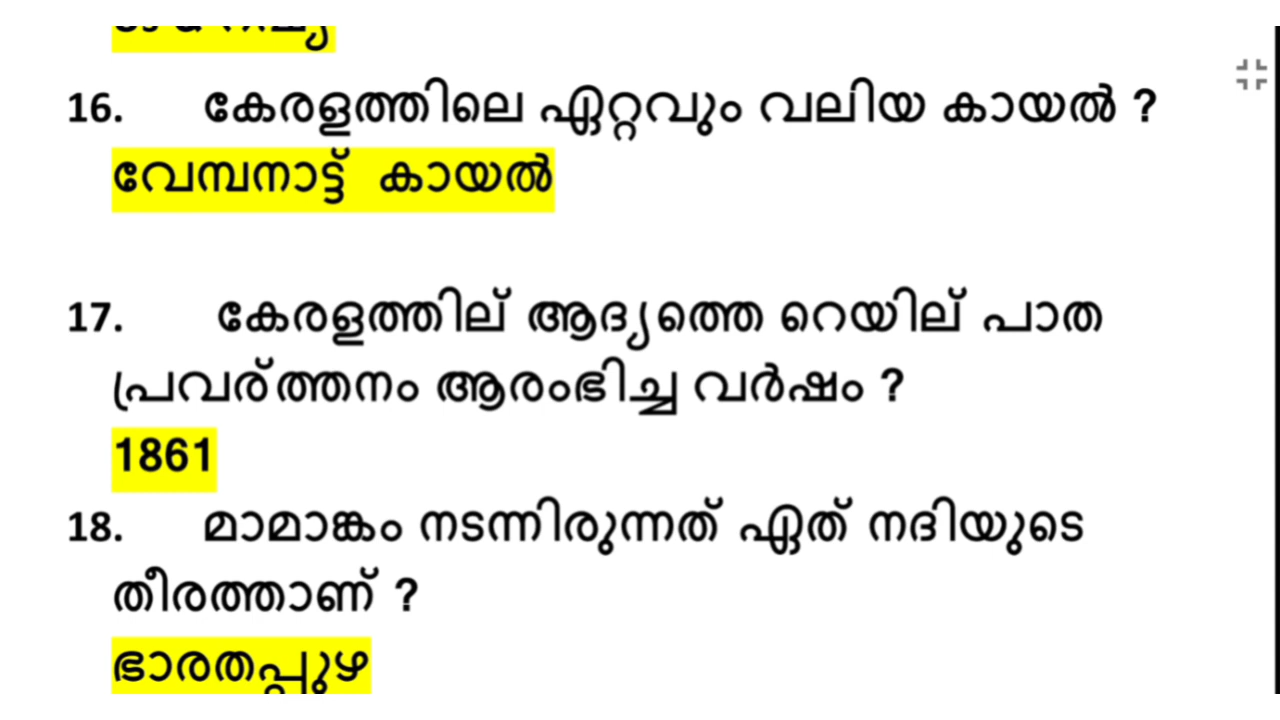 16. കേരളത്തിലെ ഏറ്റവും വലിയ കായൽ ?
വേമ്പനാട്ട് കായൽ
17. കേരളത്തില് ആദ്യത്തെ റെയില് പാത
പ്രവര്ത്തനം ആരംഭിച്ച വർഷം ?
1861
18. മാമാങ്കം നടന്നിരുന്നത് ഏത് നദിയുടെ
തീരത്താണ് ?
ഭാരതപ്പുഴ